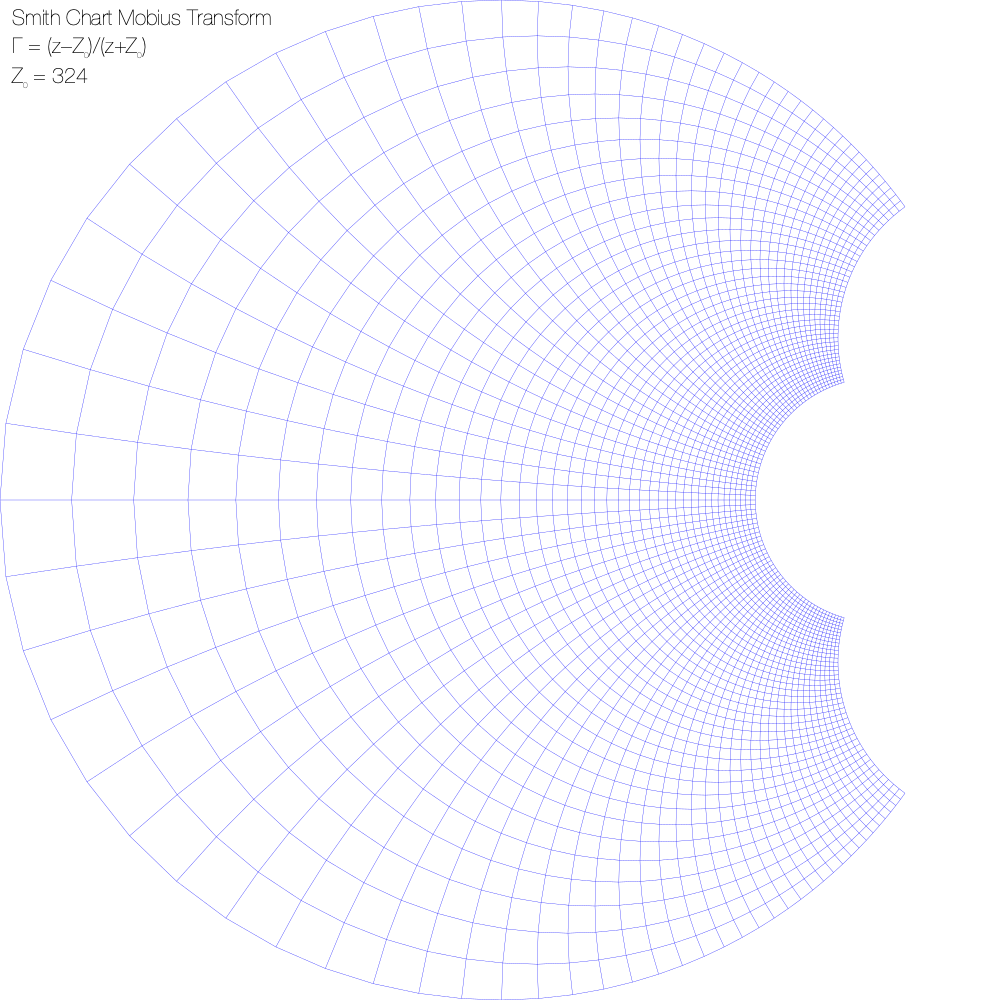 Smith Chart Mobius Transform
Γ = (z−Z₀)/(z+Z₀)
Z₀ = 324